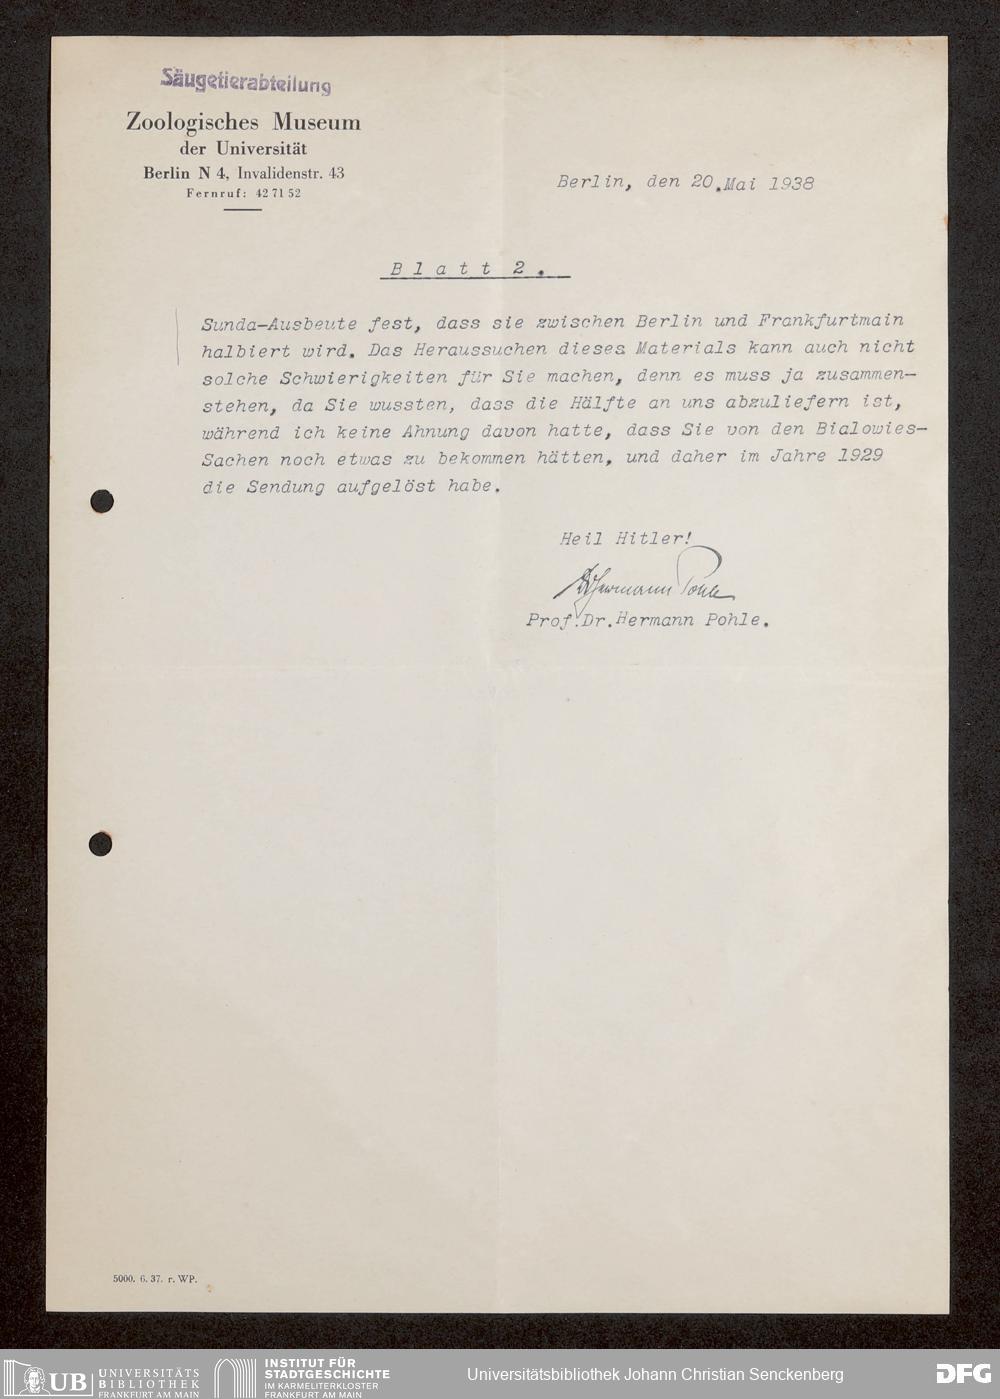 Säugetierabteilung
Zoologisches Museum
der Universität
Berlin N 4, Invalidenstr. 43
Fernruf: 42 71 52
Berlin, den 20.Mai 1938
Blatt 2.
Sunda-Ausbeute fest, dass sie zwischen Berlin und Frankfurtmain
halbiert wird. Das Heraussuchen dieses Materials kann auch nicht
solche Schwierigkeiten für Sie machen, denn es muss ja zusammen-
stehen, da Sie wussten, dass die Hälfte an uns abzuliefern ist,
während ich keine Ahnung davon hatte, dass Sie von den Bialowies-
Sachen noch etwas zu bekommen hätten, und daher im Jahre 1929
die Sendung aufgelöst habe.
Heil Hitler!
Hermann Pohle
Prof.Dr.Hermann Pohle.
5000. 6. 37. r. WP.
UB UNIVERSITÄTS
BIBLIOTHEK
FRANKFURT AM MAIN
INSTITUT FÜR
STADTGESCHICHTE
IM KARMELITERKLOSTER
FRANKFURT AM MAIN
Universitätsbibliothek Johann Christian Senckenberg
DFG